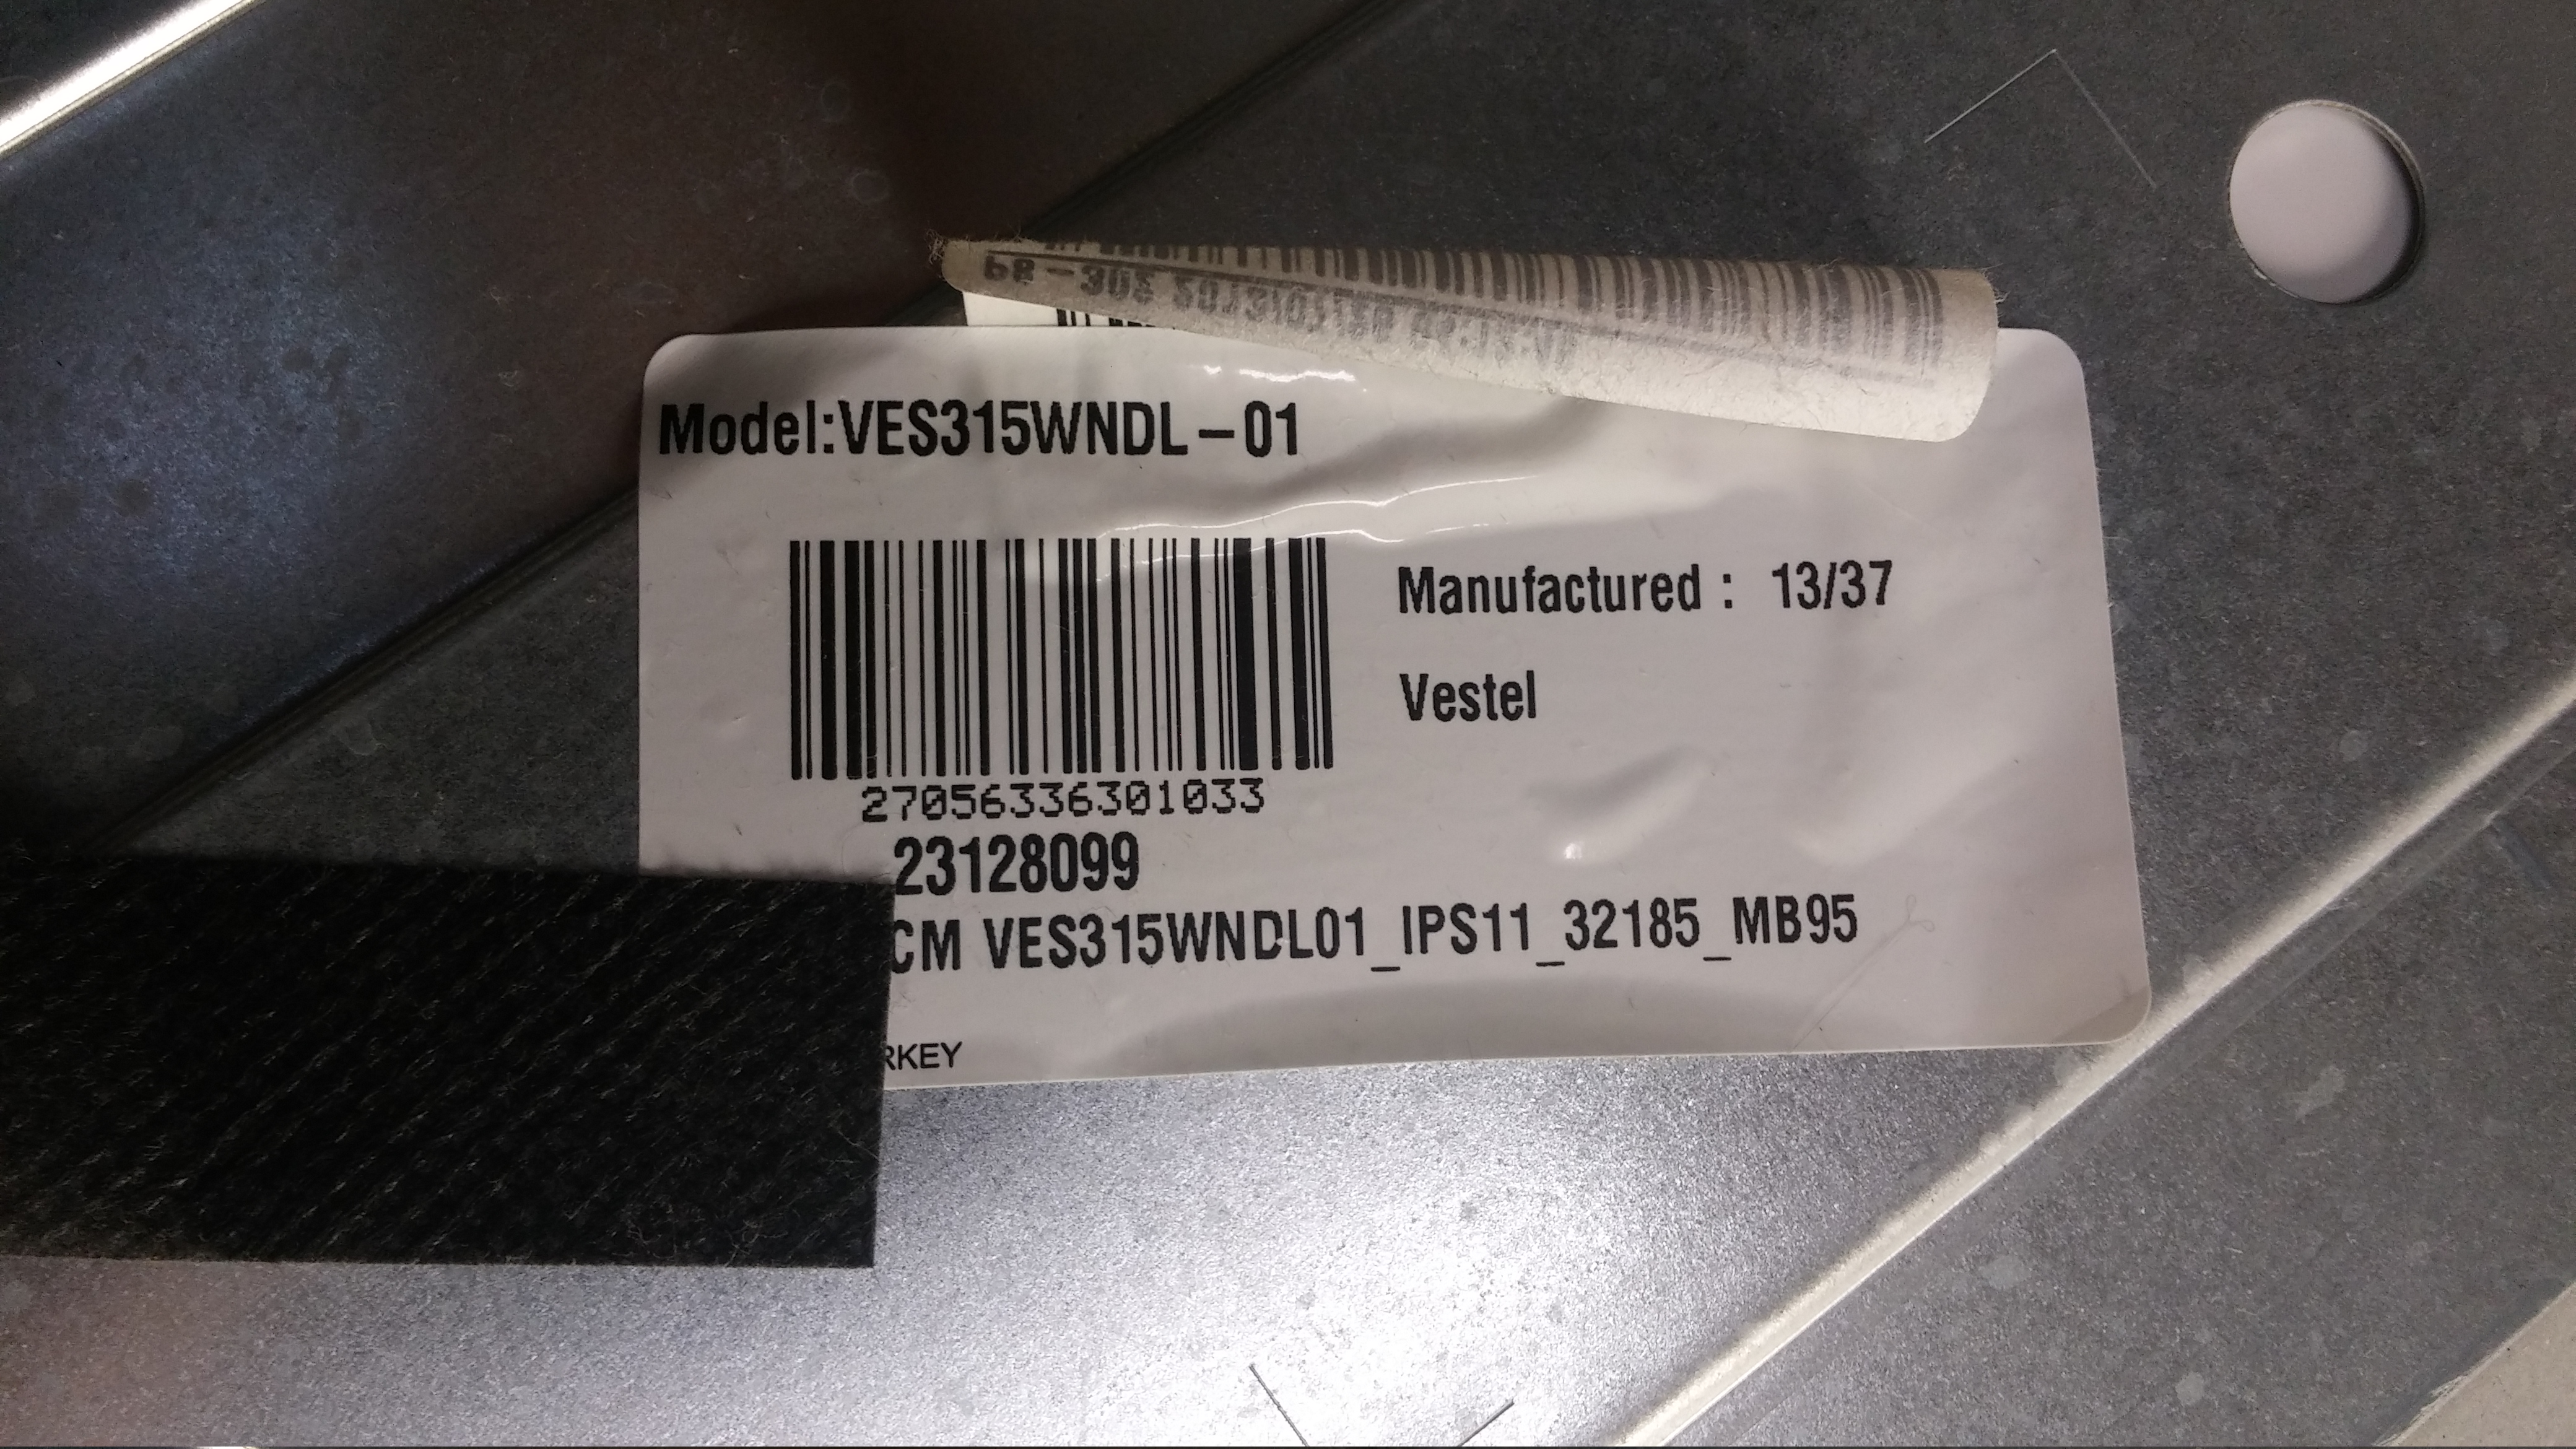 Model:VES315WNDL-01
Manufactured : 13/37
Vestel
27056336301033
23128099
CM VES315WNDL01_IPS11_32185_MB95
RKEY